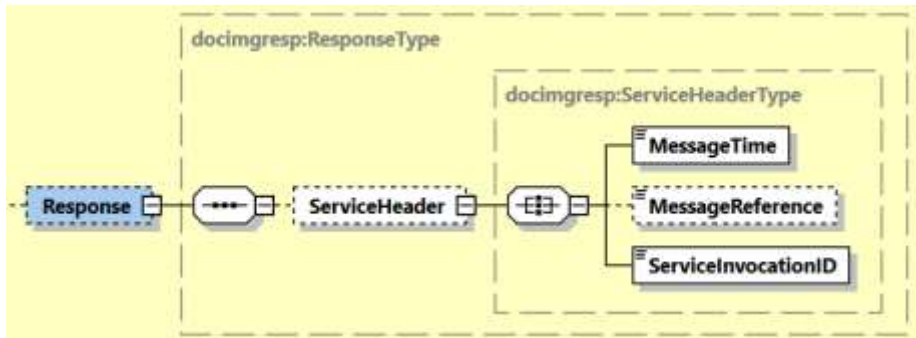 docimgresp:ResponseType
docimgresp:ServiceHeaderType
MessageTime
Response
ServiceHeader
MessageReference
ServiceInvocationID